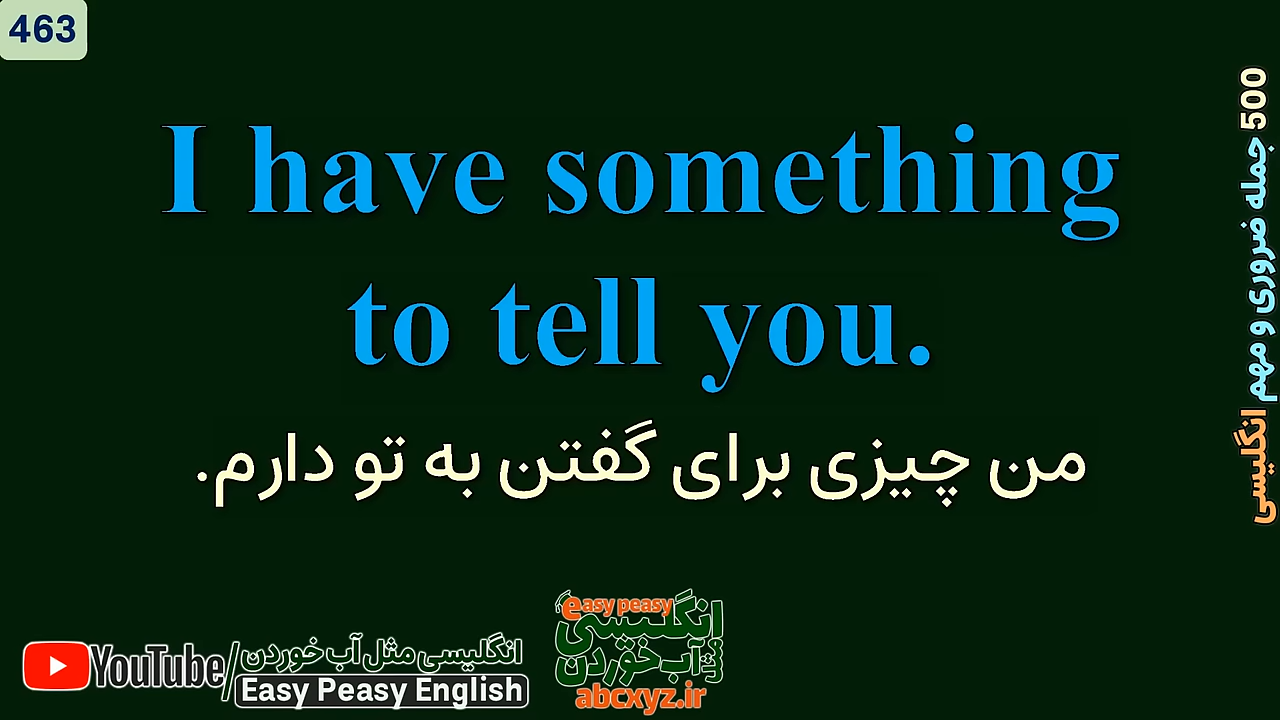 463
I have something
to tell you.
من چیزی برای گفتن به تو دارم.
500 جمله ضروری و مهم انگلیسی
YouTube/انگلیسی مثل آب خوردن
Easy Peasy English
easy peasy
انگلیسی
مثل آب خوردن
abcxyz.ir